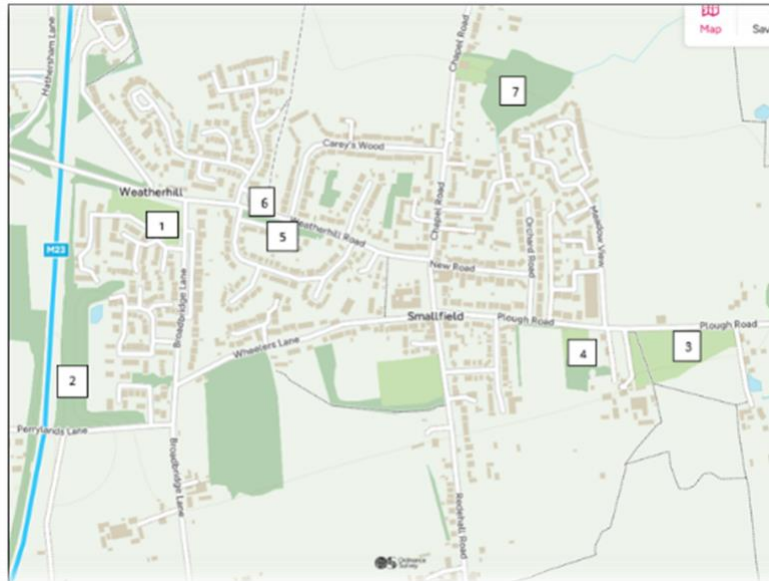 Map
Sav
Chapel Road
Hathersham Lane
7
Carey's Wood
Weatherhill
6
1
5
Weatherhill Road
Chapel Road
Orchard Road
Meadow View
M23
New Road
Broadbridge Lane
Smallfield
Plough Road
Plough Road
Wheelers Lane
4
3
2
Perrylands Lane
Broadbridge Lane
Redehall Road
Ordnance
Survey